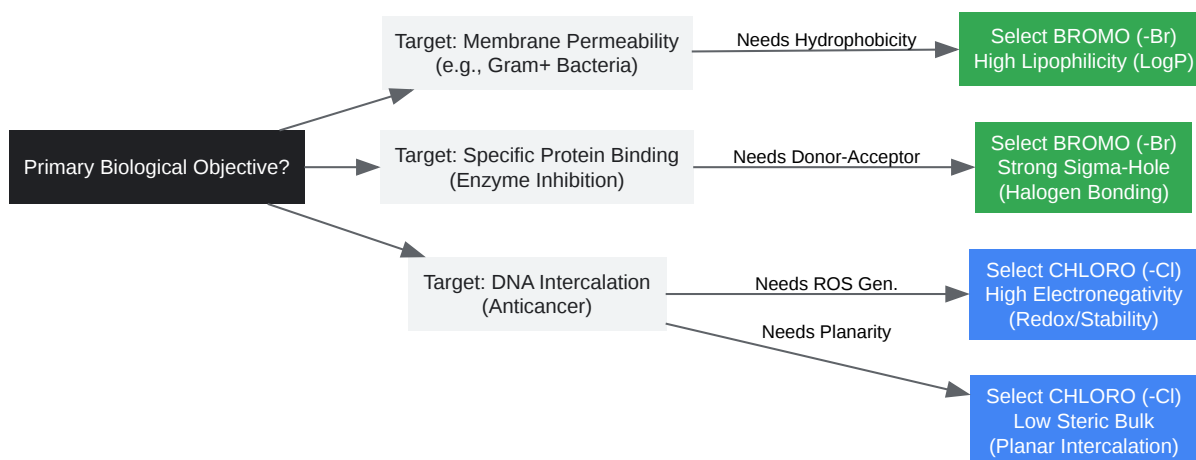 Primary Biological Objective?
Target: Membrane Permeability
(e.g., Gram+ Bacteria)
Needs Hydrophobicity
Select BROMO (-Br)
High Lipophilicity (LogP)
Target: Specific Protein Binding
(Enzyme Inhibition)
Needs Donor-Acceptor
Select BROMO (-Br)
Strong Sigma-Hole
(Halogen Bonding)
Target: DNA Intercalation
(Anticancer)
Needs ROS Gen.
Select CHLORO (-Cl)
High Electronegativity
(Redox/Stability)
Needs Planarity
Select CHLORO (-Cl)
Low Steric Bulk
(Planar Intercalation)